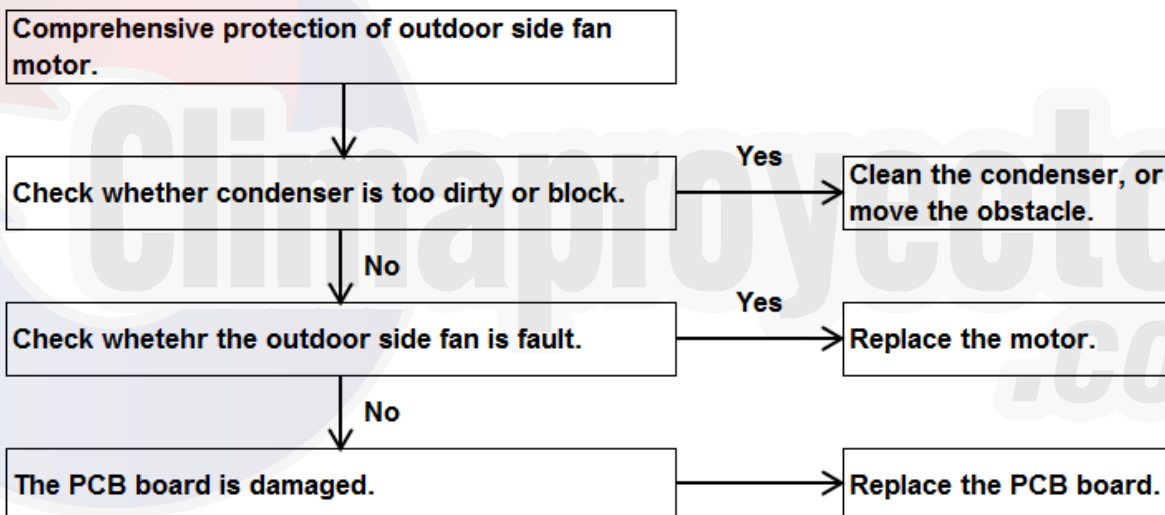 Comprehensive protection of outdoor side fan
motor.
Yes
Check whether condenser is too dirty or block.
Clean the condenser, or
move the obstacle.
No
Yes
Check whetehr the outdoor side fan is fault.
Replace the motor.
No
The PCB board is damaged.
Replace the PCB board.
Climaproyecto
.co